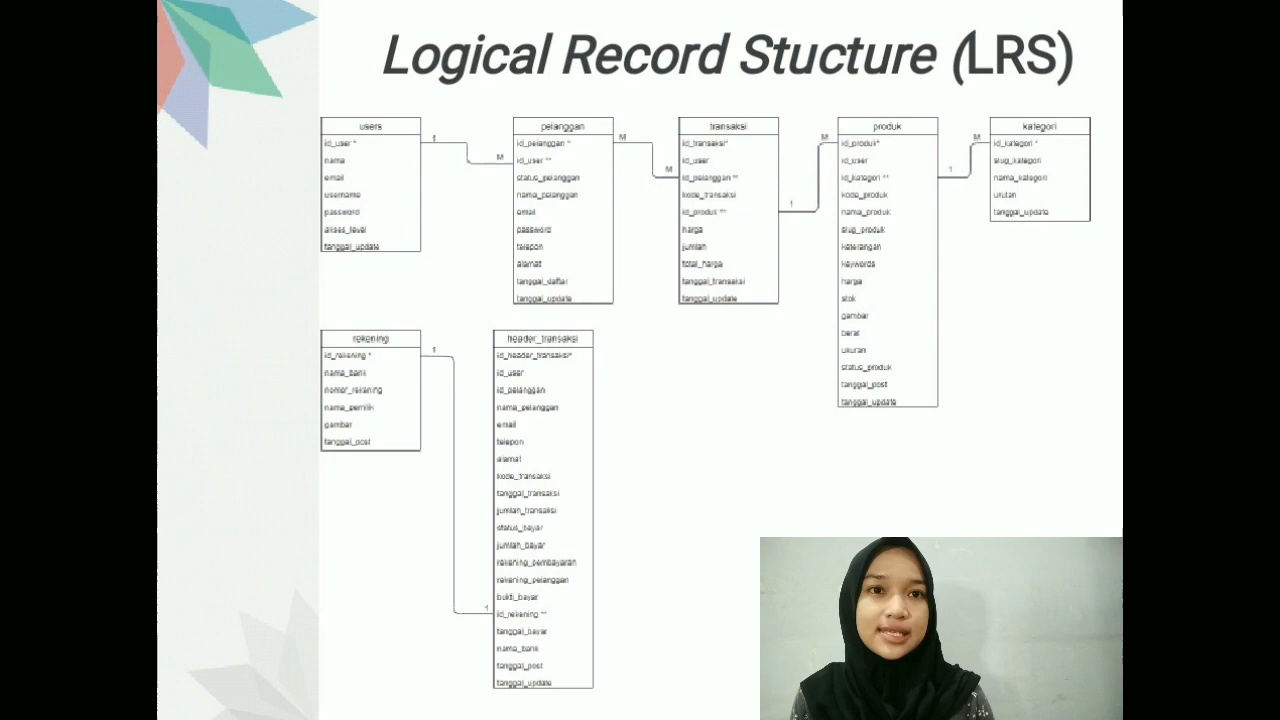 Logical Record Stucture (LRS)
users
id_user *
nama
email
username
password
akses_level
tanggal_update
1
M
pelanggan
id_pelanggan *
id_user **
status_pelanggan
nama_pelanggan
email
password
telepon
alamat
tanggal_daftar
tanggal_update
M
M
transaksi
id_transaksi*
id_user
id_pelanggan **
kode_transaksi
id_produk **
harga
jumlah
total_harga
tanggal_transaksi
tanggal_update
1
M
produk
id_produk*
id_user
id_kategori **
kode_produk
nama_produk
slug_produk
keterangan
keywords
harga
stok
gambar
berat
ukuran
status_produk
tanggal_post
tanggal_update
1
M
kategori
id_kategori *
slug_kategori
nama_kategori
urutan
tanggal_update
rekening
id_rekening *
nama_bank
nomor_rekening
nama_pemilik
gambar
tanggal_post
1
1
header_transaksi
id_header_transaksi*
id_user
id_pelanggan
nama_pelanggan
email
telepon
alamat
kode_transaksi
tanggal_transaksi
jumlah_transaksi
status_bayar
jumlah_bayar
rekening_pembayaran
rekening_pelanggan
bukti_bayar
id_rekening **
tanggal_bayar
nama_bank
tanggal_post
tanggal_update